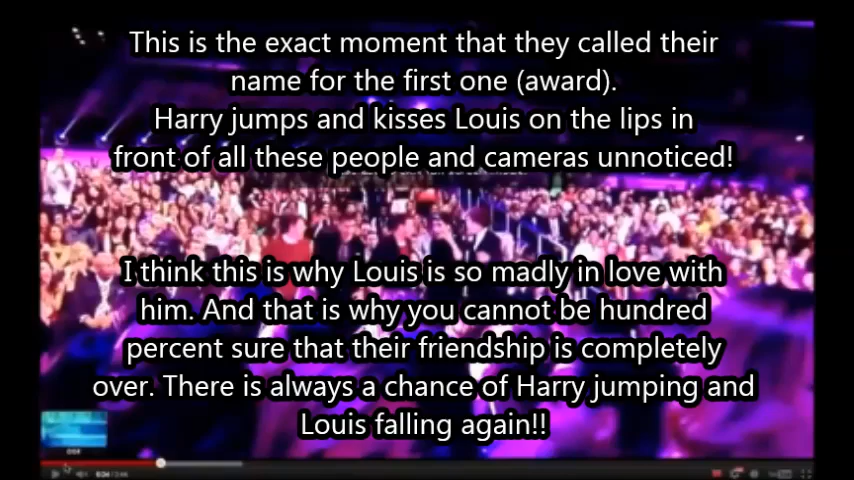 This is the exact moment that they called their
name for the first one (award).
Harry jumps and kisses Louis on the lips in
front of all these people and cameras unnoticed!
I think this is why Louis is so madly in love with
him. And that is why you cannot be hundred
percent sure that their friendship is completely
over. There is always a chance of Harry jumping and
Louis falling again!!